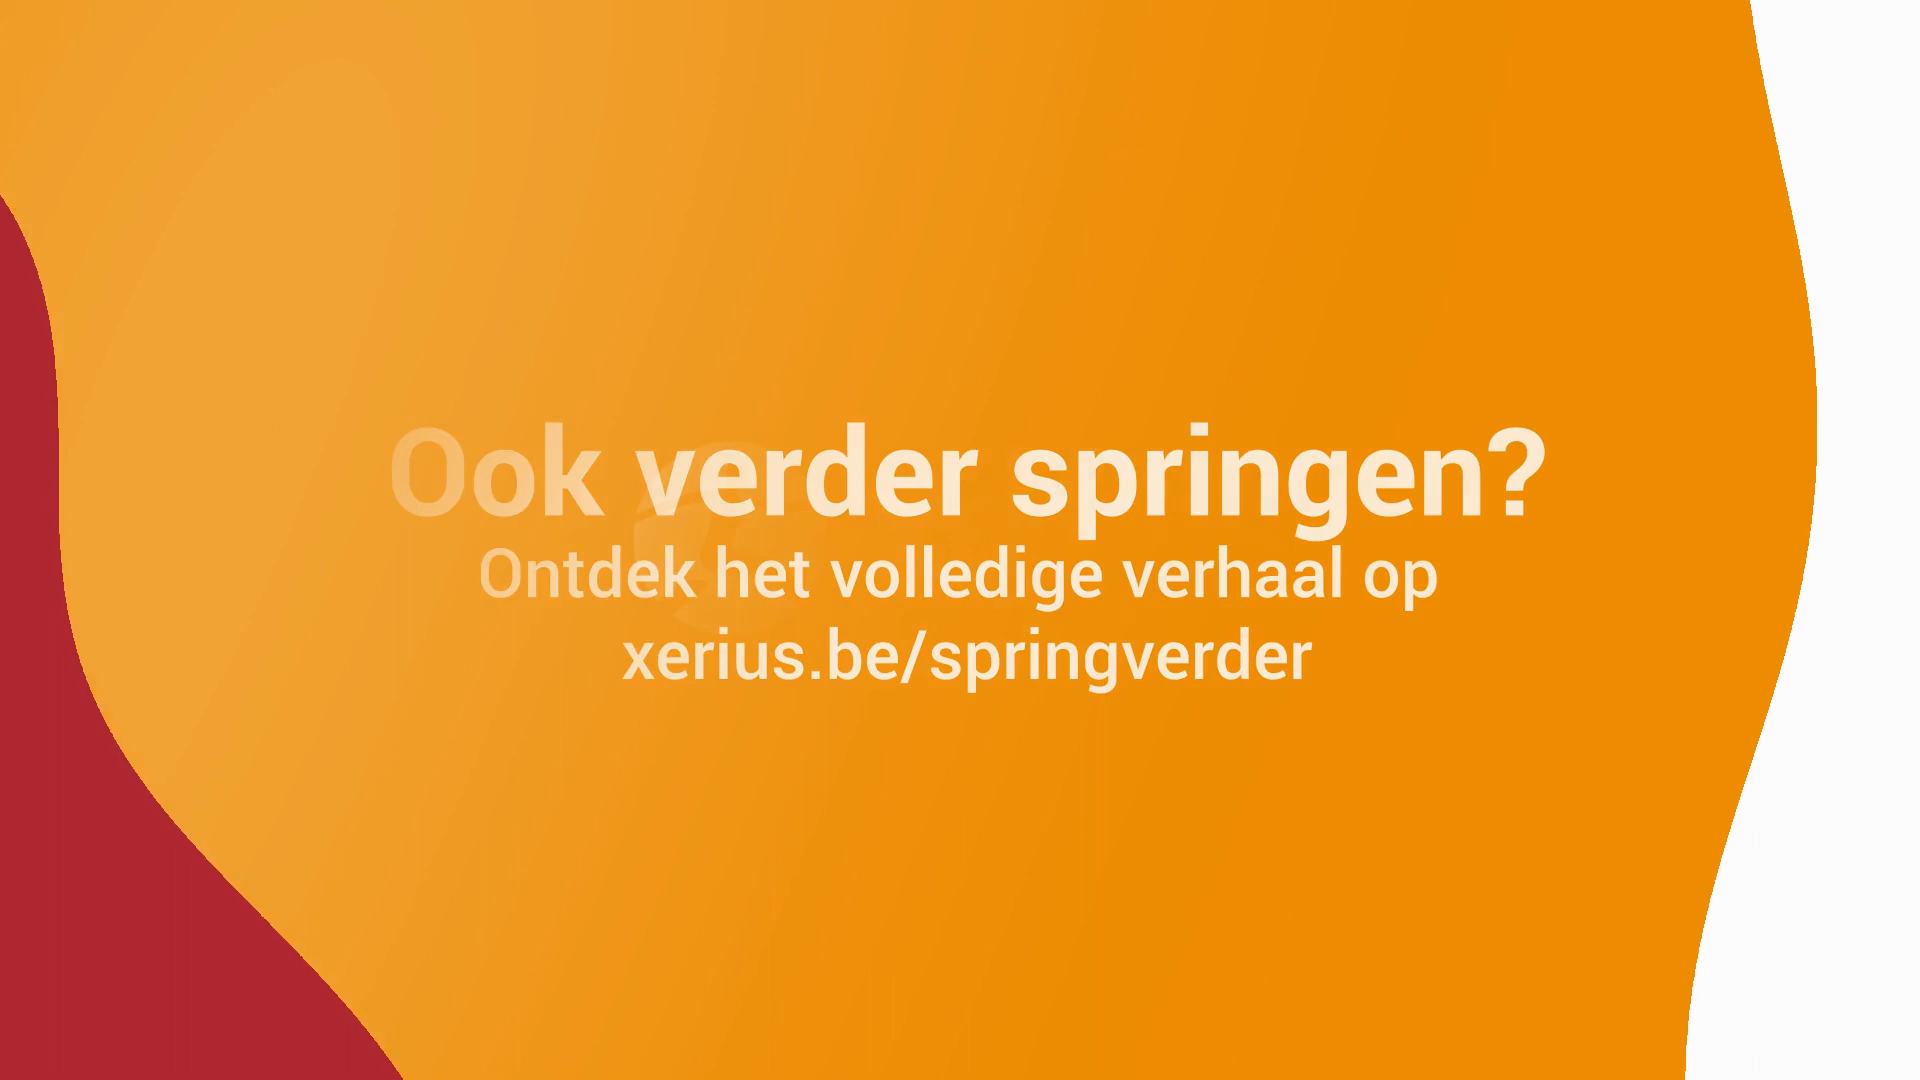 Ook verder springen?
Ontdek het volledige verhaal op
xerius.be/springverder